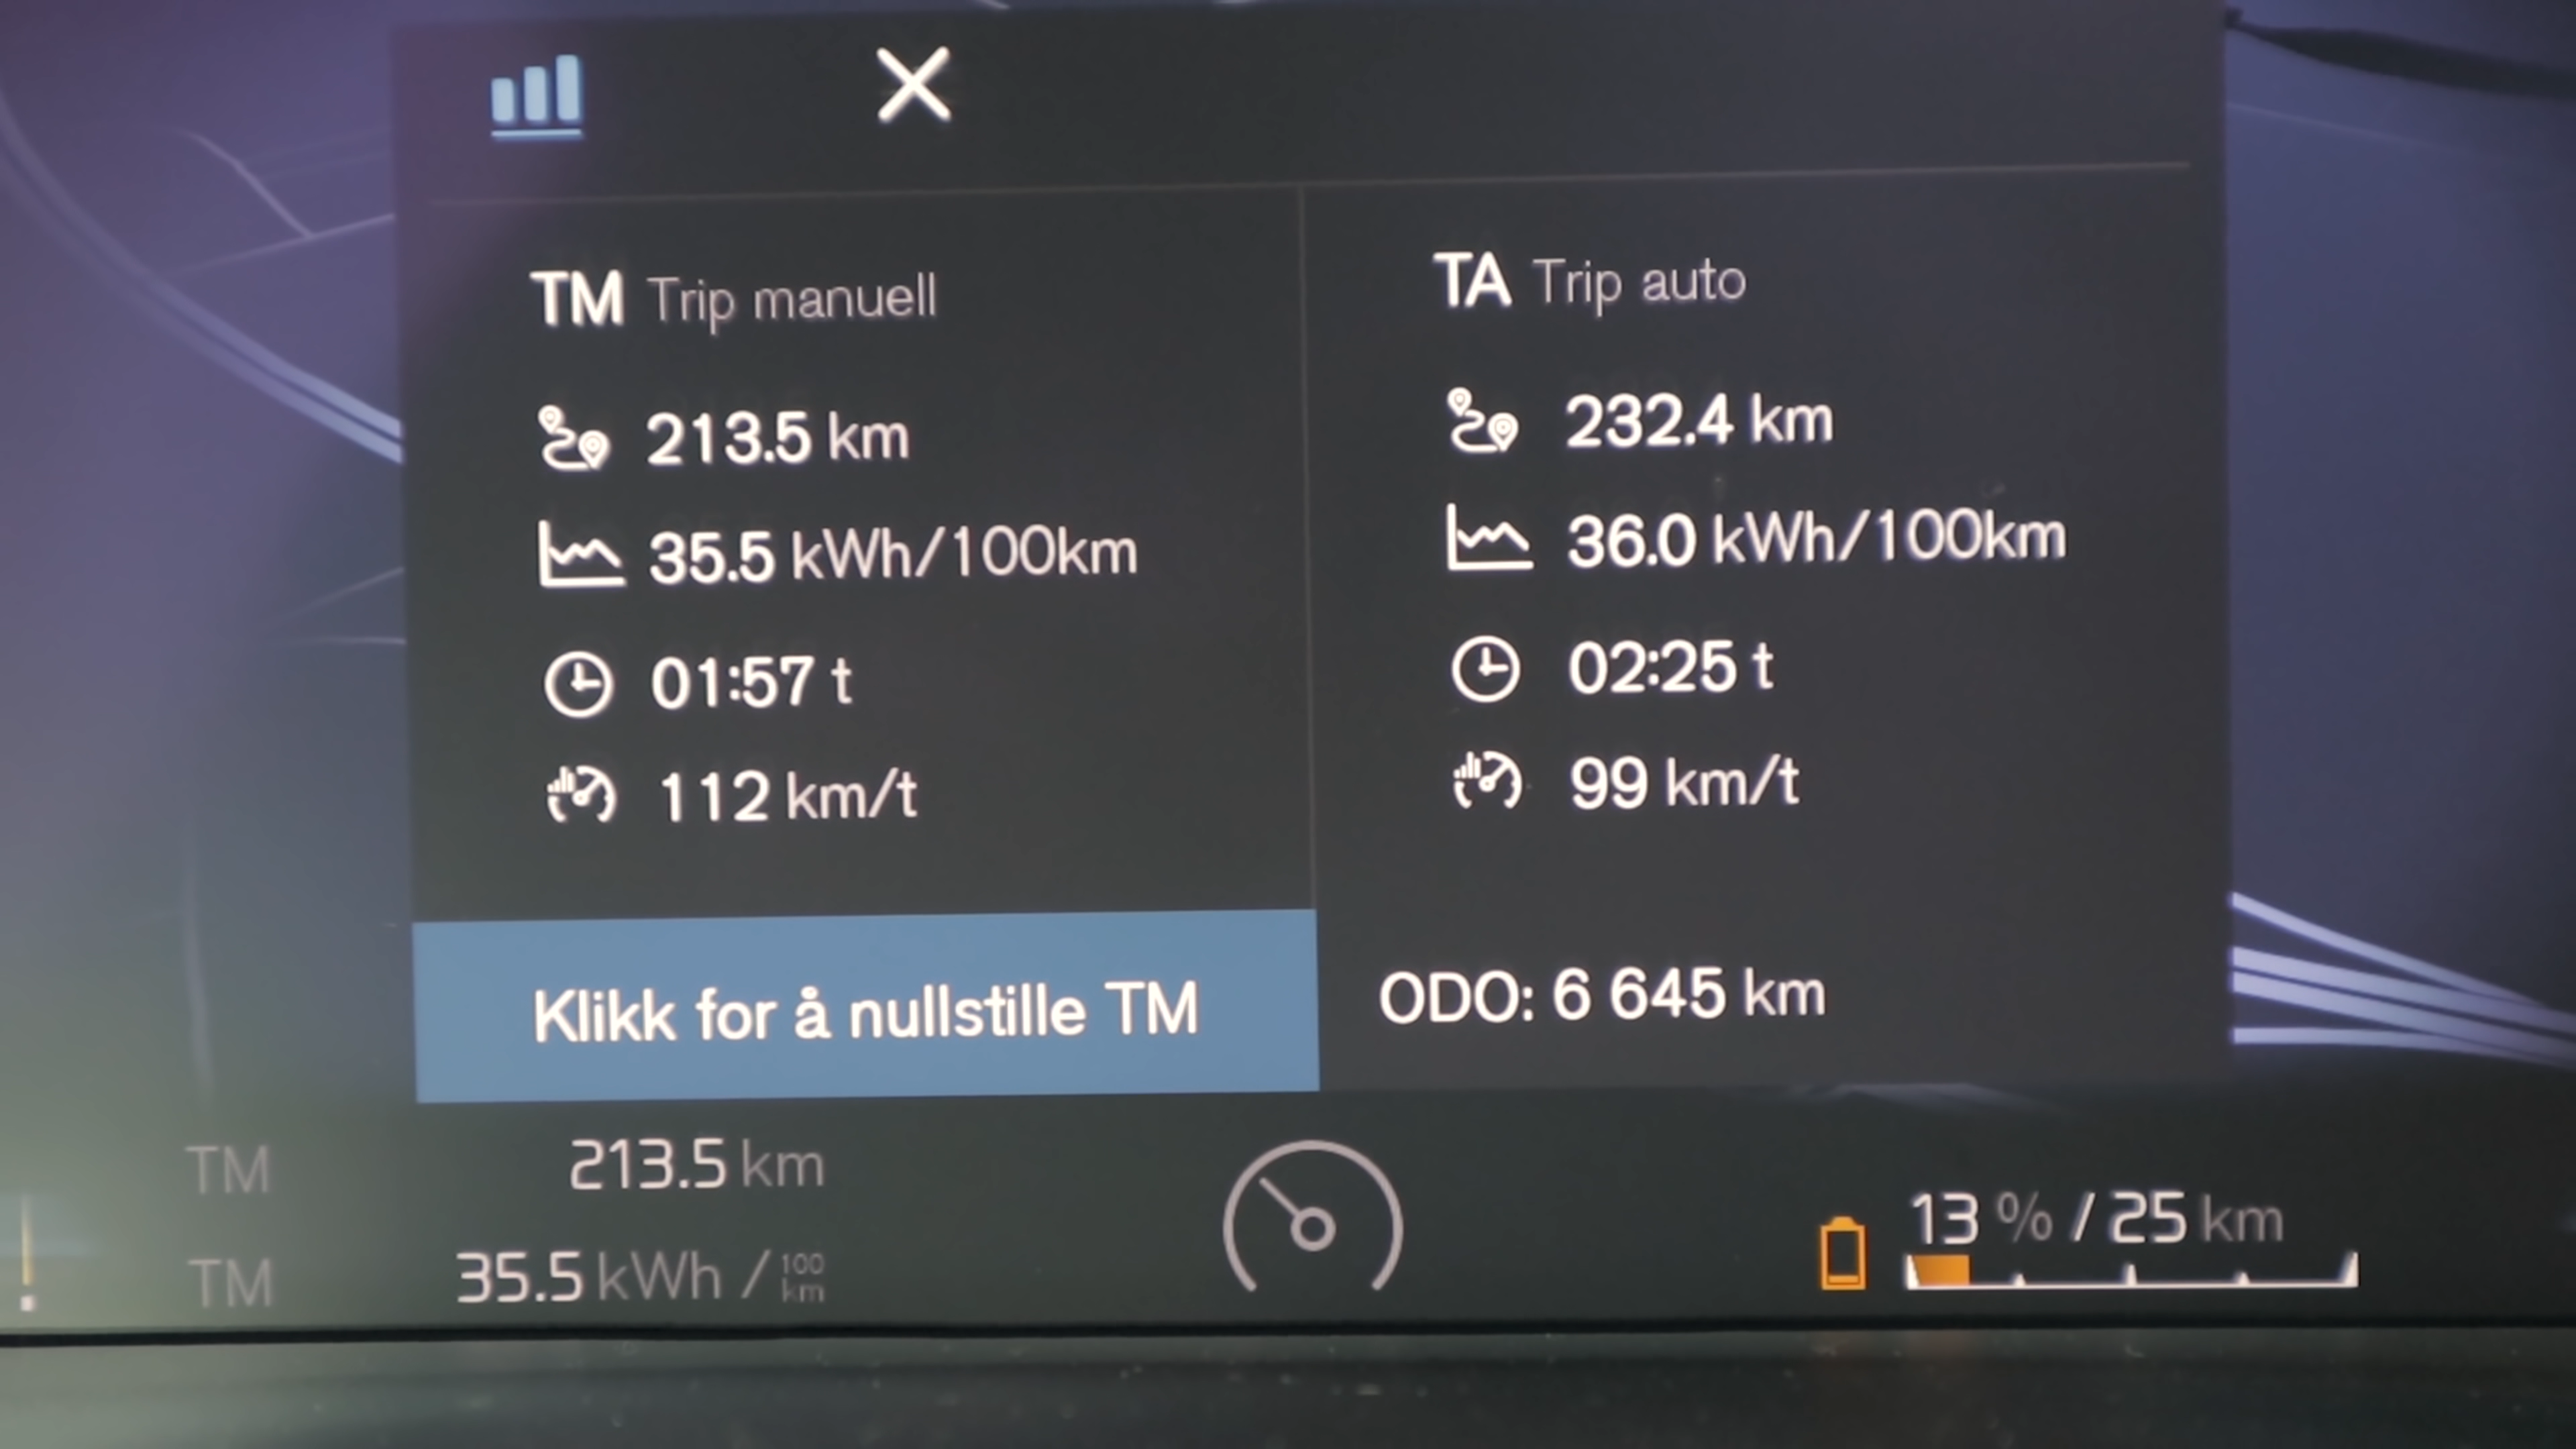 TM Trip manuell
213.5 km
35.5 kWh/100km
01:57 t
112 km/t
Klikk for å nullstille TM
TA Trip auto
232.4 km
36.0 kWh/100km
02:25 t
99 km/t
ODO: 6 645 km
TM 213.5 km
TM 35.5 kWh / 100 km
13 % / 25 km